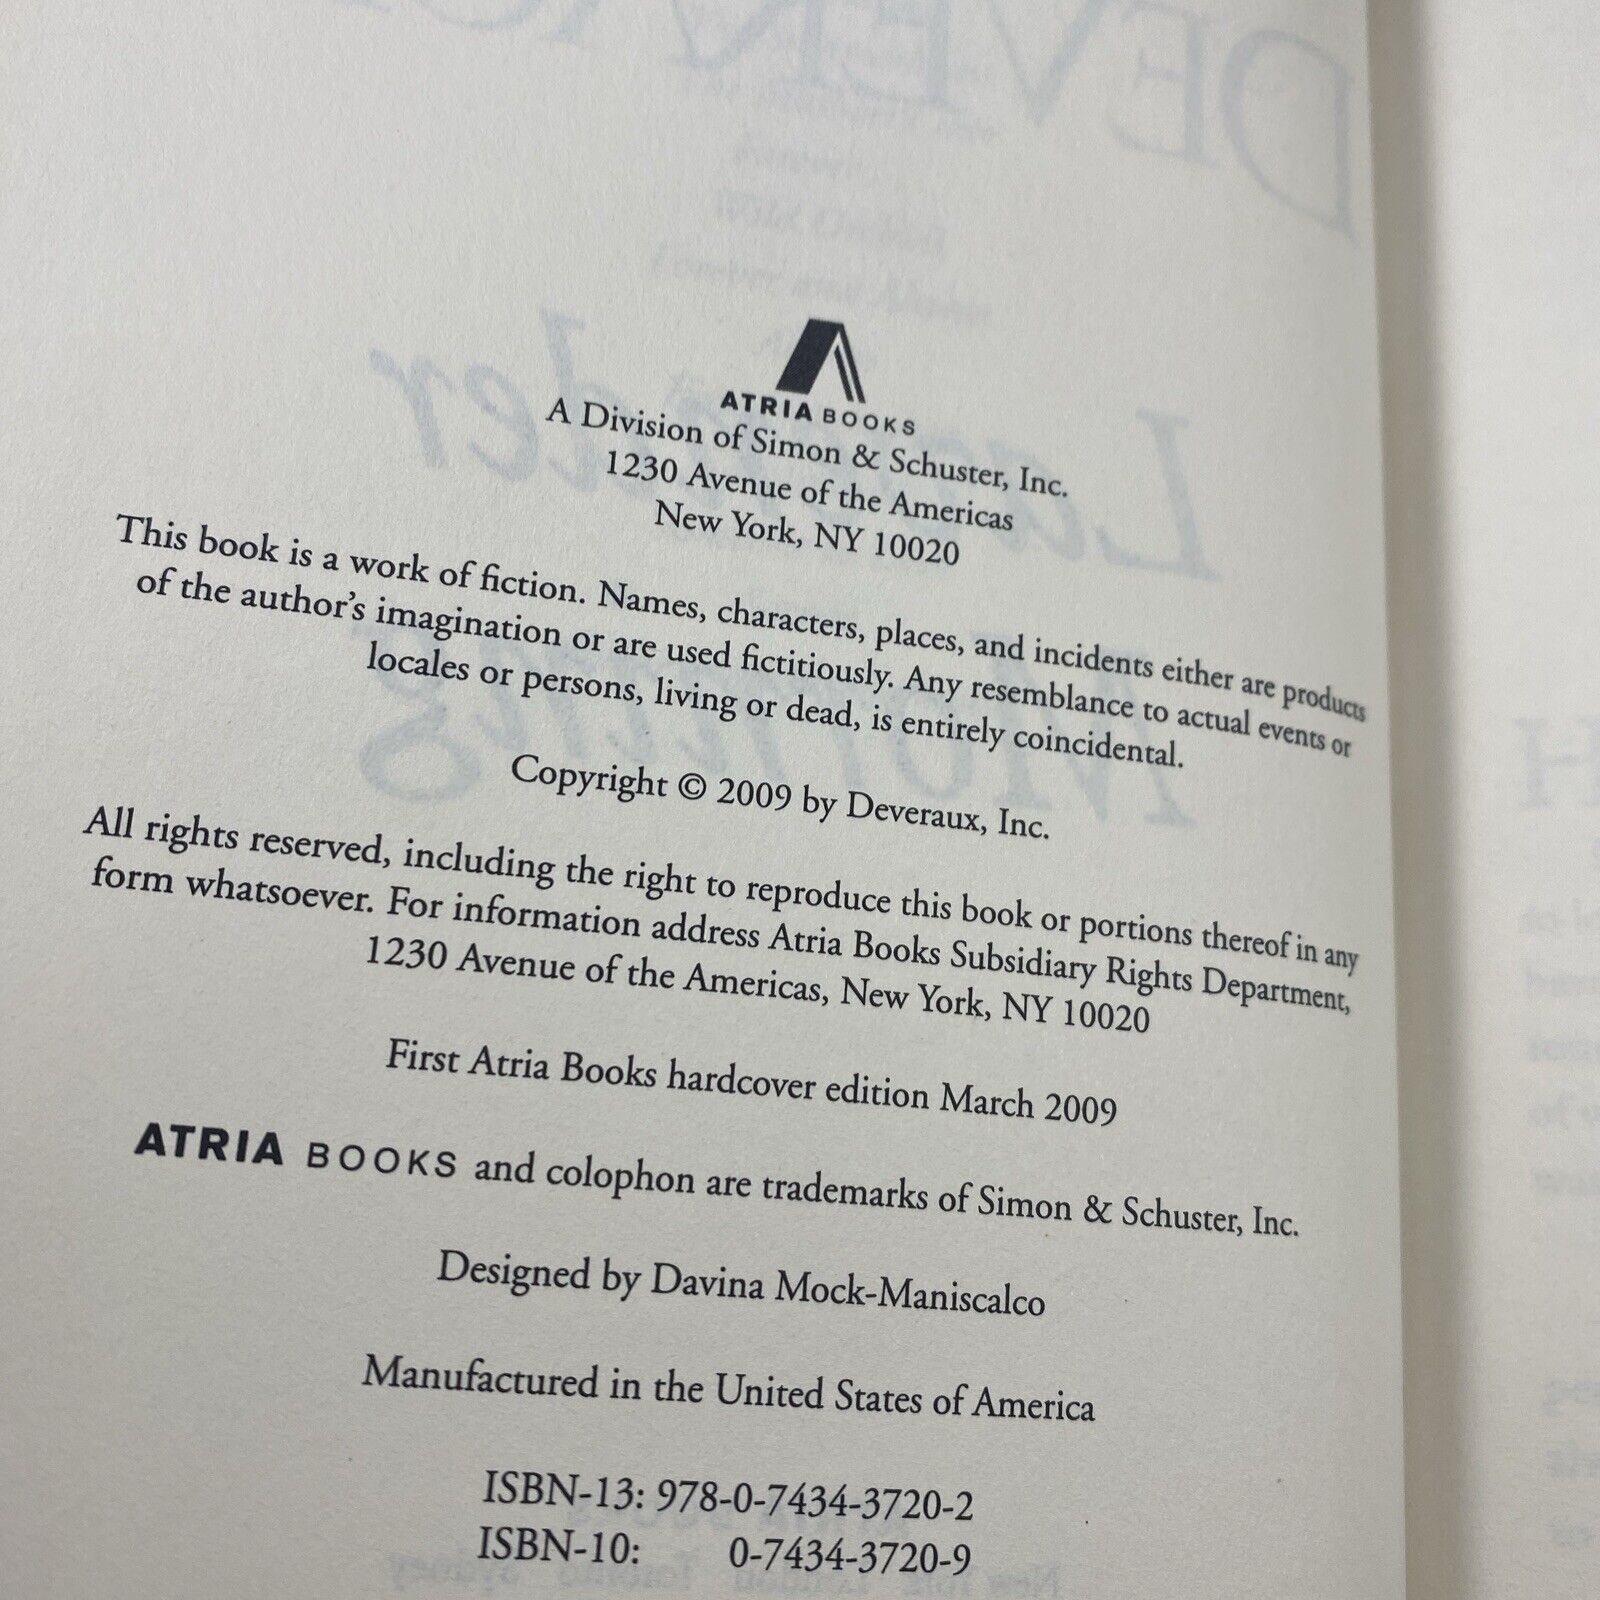 ATRIA BOOKS
A Division of Simon & Schuster, Inc.
1230 Avenue of the Americas
New York, NY 10020
This book is a work of fiction. Names, characters, places, and incidents either are products
of the author's imagination or are used fictitiously. Any resemblance to actual events or
locales or persons, living or dead, is entirely coincidental.
Copyright © 2009 by Deveraux, Inc.
All rights reserved, including the right to reproduce this book or portions thereof in any
form whatsoever. For information address Atria Books Subsidiary Rights Department,
1230 Avenue of the Americas, New York, NY 10020
First Atria Books hardcover edition March 2009
ATRIA BOOKS and colophon are trademarks of Simon & Schuster, Inc.
Designed by Davina Mock-Maniscalco
Manufactured in the United States of America
ISBN-13: 978-0-7434-3720-2
ISBN-10: 0-7434-3720-9